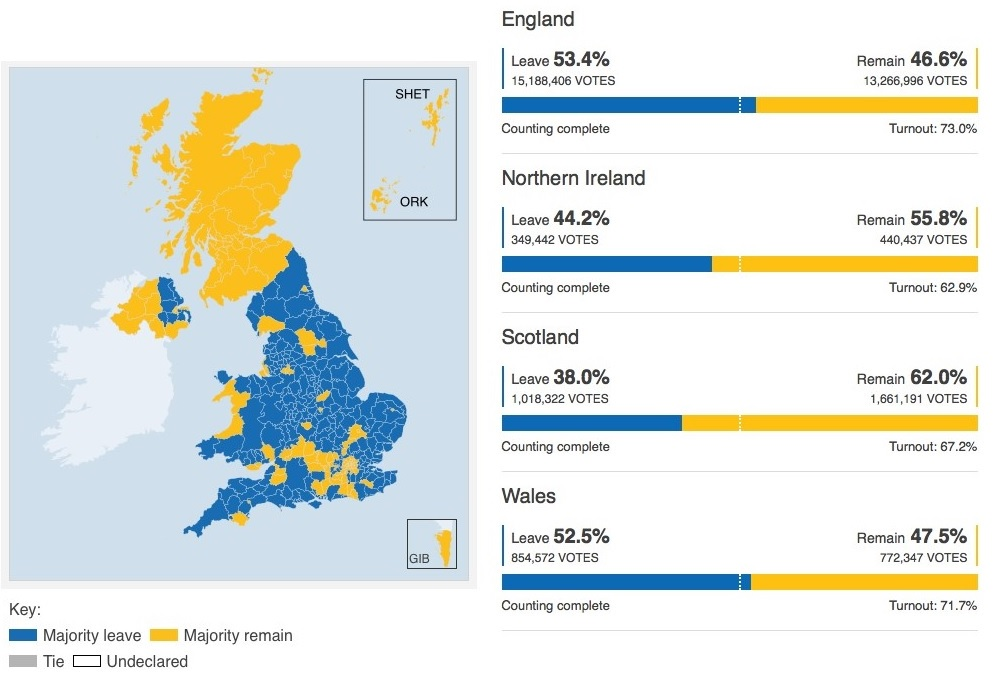 SHET
ORK
GIB
Key:
Majority leave Majority remain
Tie Undeclared
England
Leave 53.4% Remain 46.6%
15,188,406 VOTES 13,266,996 VOTES
Counting complete Turnout: 73.0%
Northern Ireland
Leave 44.2% Remain 55.8%
349,442 VOTES 440,437 VOTES
Counting complete Turnout: 62.9%
Scotland
Leave 38.0% Remain 62.0%
1,018,322 VOTES 1,661,191 VOTES
Counting complete Turnout: 67.2%
Wales
Leave 52.5% Remain 47.5%
854,572 VOTES 772,347 VOTES
Counting complete Turnout: 71.7%